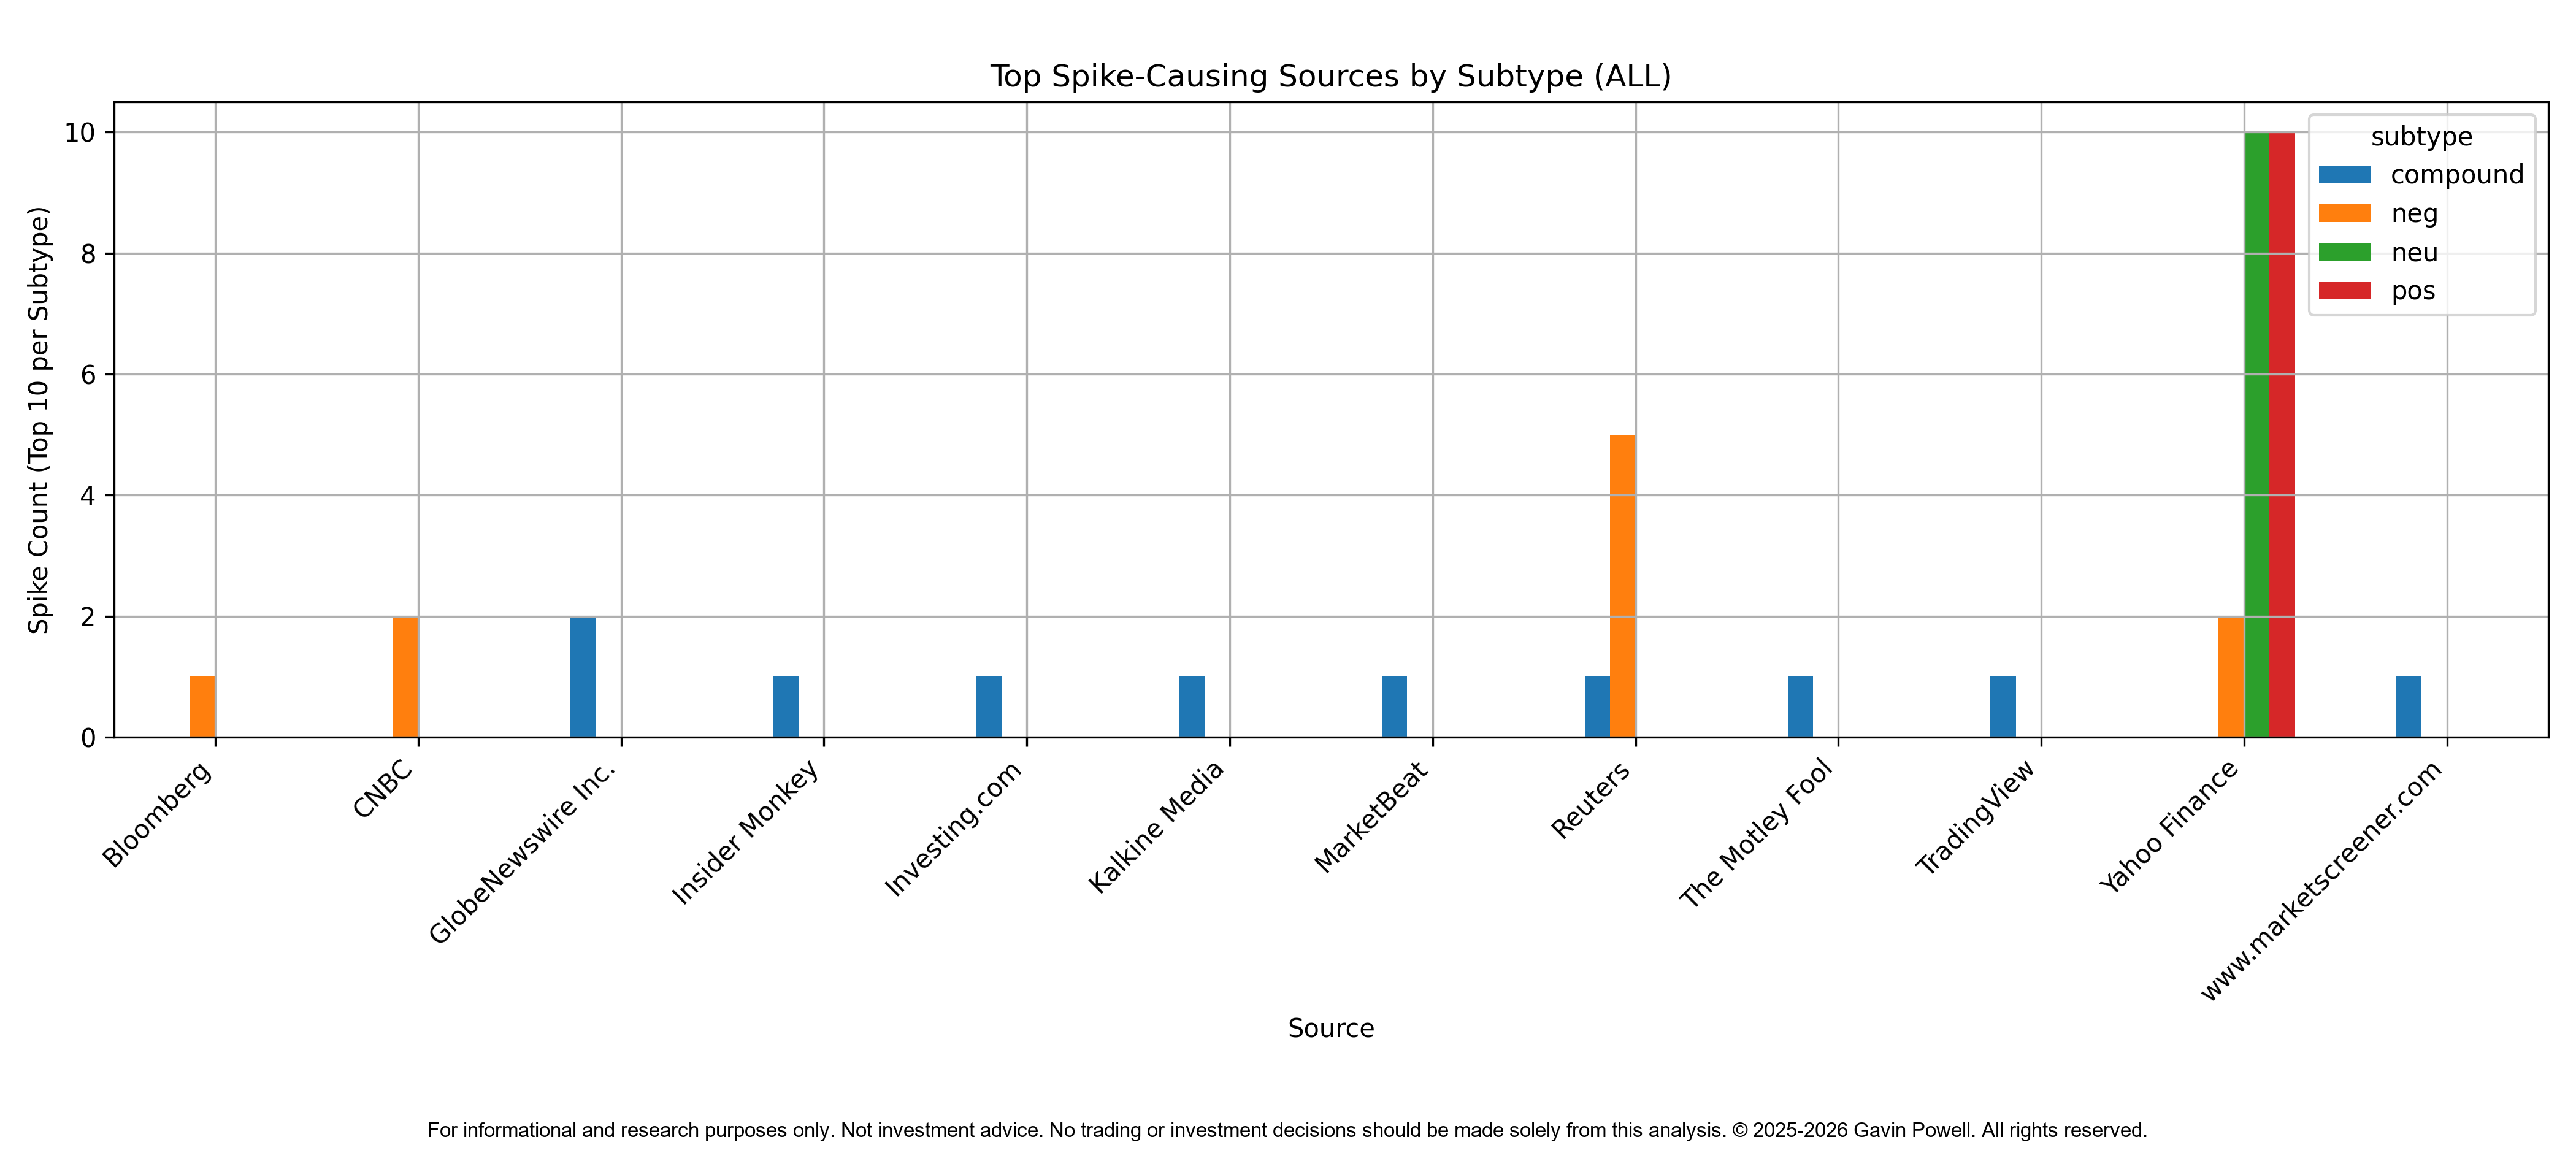 Top Spike-Causing Sources by Subtype (ALL)
Spike Count (Top 10 per Subtype)
10
8
6
4
2
0
subtype
compound
neg
neu
pos
Bloomberg
CNBC
GlobeNewswire Inc.
Insider Monkey
Investing.com
Kalkine Media
MarketBeat
Reuters
The Motley Fool
TradingView
Yahoo Finance
www.marketscreener.com
Source
For informational and research purposes only. Not investment advice. No trading or investment decisions should be made solely from this analysis. © 2025-2026 Gavin Powell. All rights reserved.